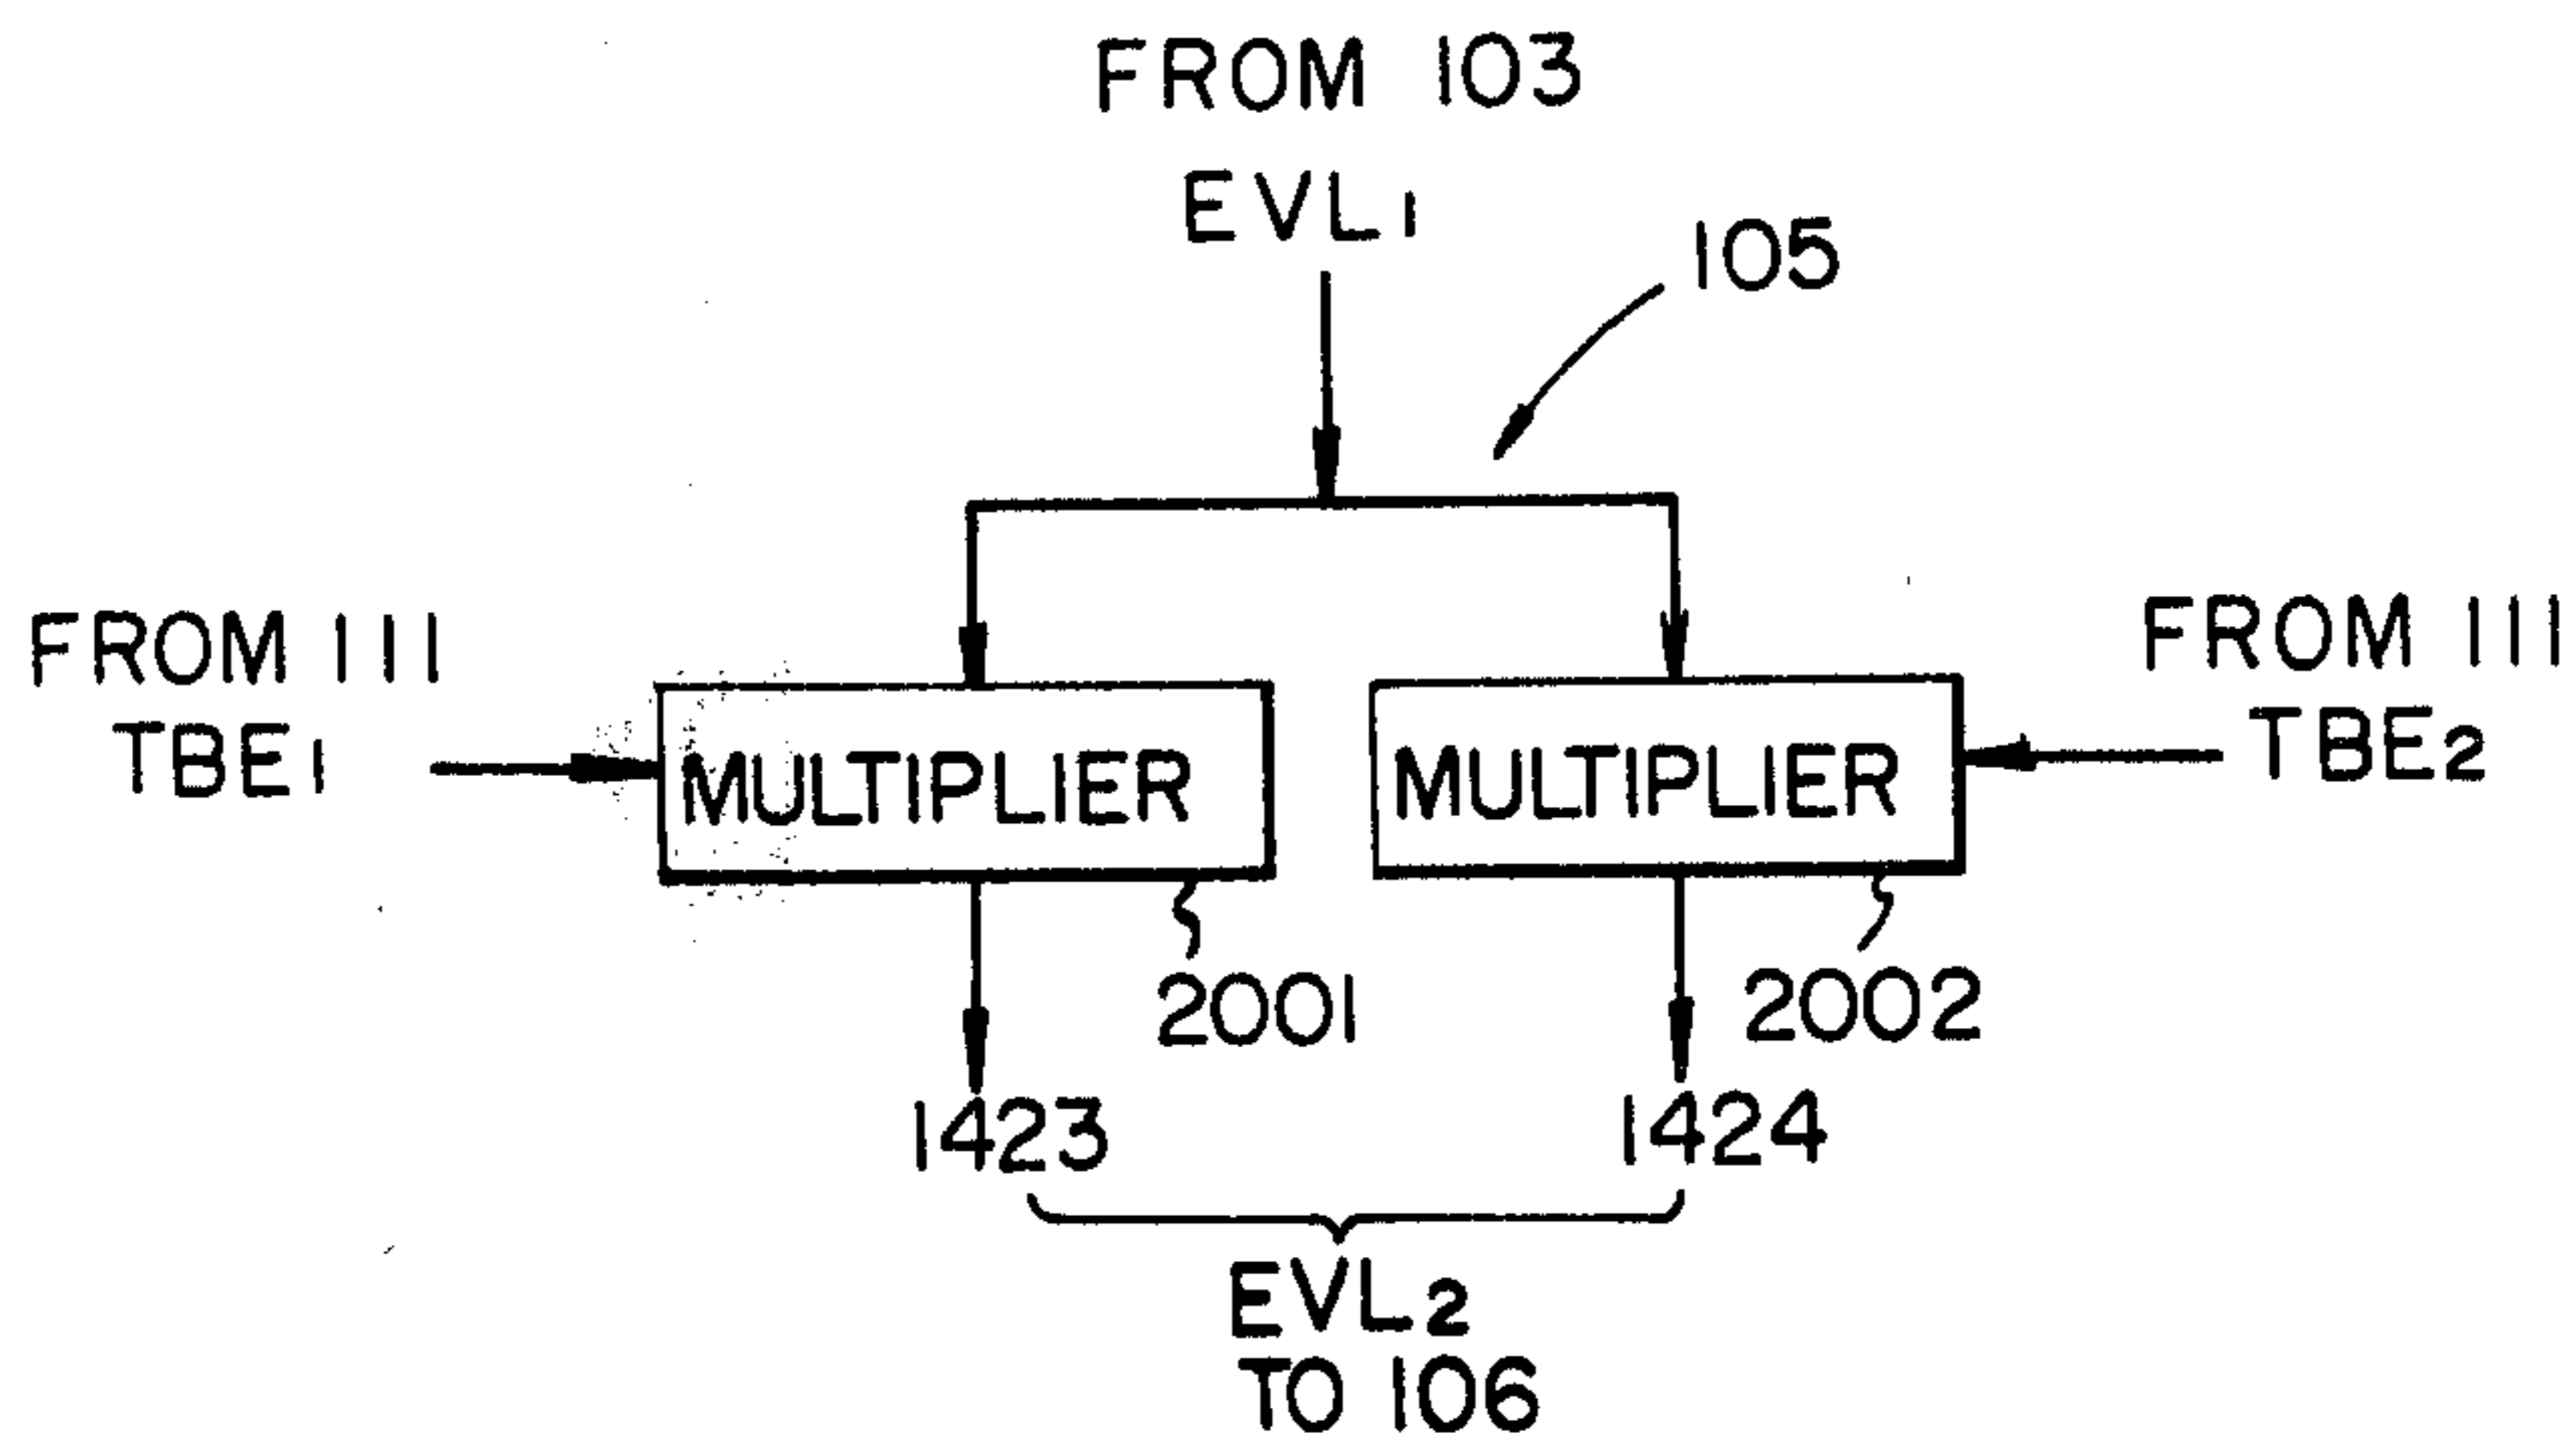 FROM 103
EVL1
105
FROM 111
TBE1
FROM 111
TBE2
MULTIPLIER
MULTIPLIER
2001
2002
1423
1424
EVL2
TO 106